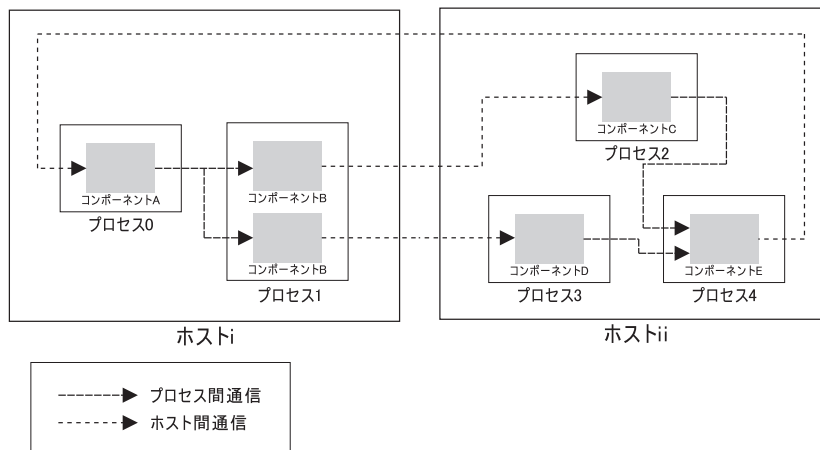 コンポーネントA
プロセス0
コンポーネントB
コンポーネントB
プロセス1
ホストi
コンポーネントC
プロセス2
コンポーネントD
プロセス3
コンポーネントE
プロセス4
ホストii
プロセス間通信
ホスト間通信